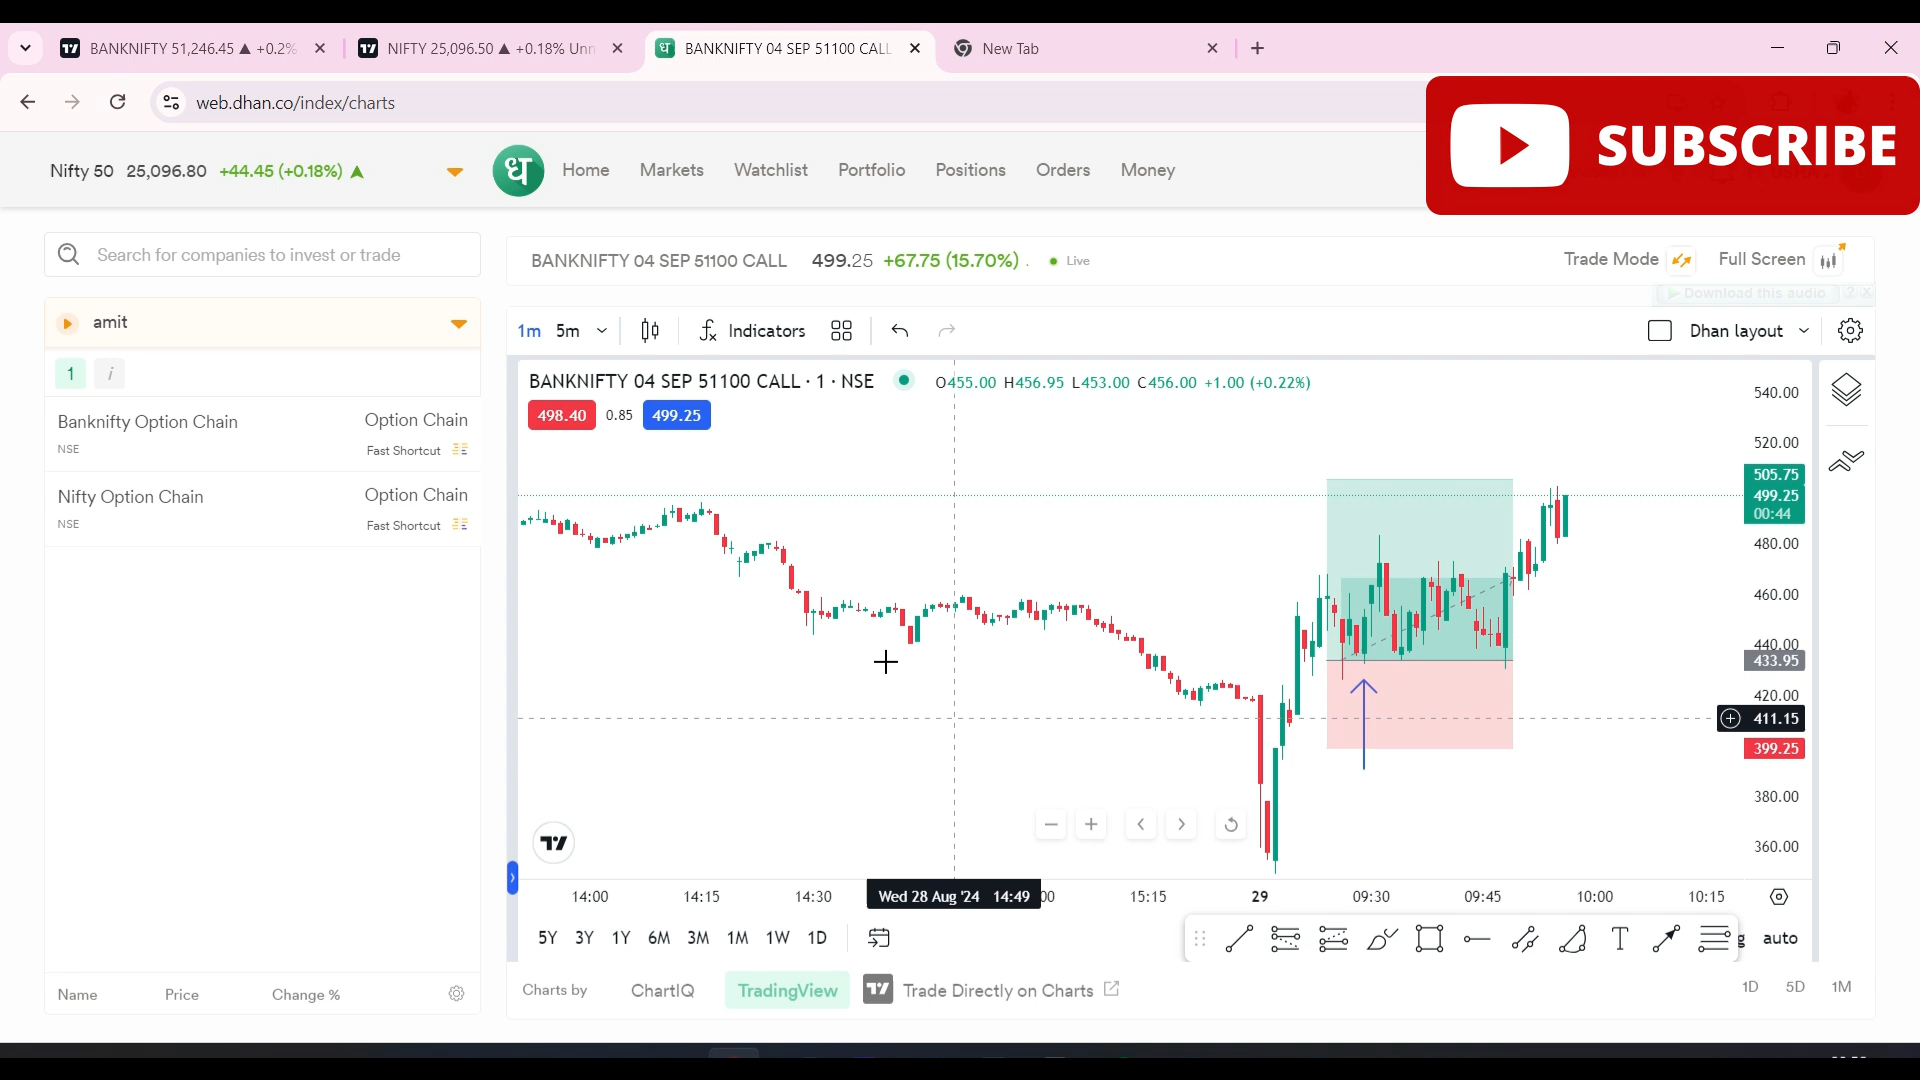 BANKNIFTY 51,246.45 ▲ +0.2%
NIFTY 25,096.50 ▲ +0.18% Unn
BANKNIFTY 04 SEP 51100 CALL
New Tab
web.dhan.co/index/charts
SUBSCRIBE
Nifty 50 25,096.80 +44.45 (+0.18%) ▲
ध
Home Markets Watchlist Portfolio Positions Orders Money
Search for companies to invest or trade
BANKNIFTY 04 SEP 51100 CALL 499.25 +67.75 (15.70%) . Live
Trade Mode Full Screen
Download this audio
amit
1m 5m
Indicators
Dhan layout
1 i
BANKNIFTY 04 SEP 51100 CALL · 1 · NSE
O455.00 H456.95 L453.00 C456.00 +1.00 (+0.22%)
498.40 0.85 499.25
Banknifty Option Chain Option Chain
NSE Fast Shortcut
Nifty Option Chain Option Chain
NSE Fast Shortcut
540.00
520.00
505.75
499.25
00:44
480.00
460.00
440.00
433.95
420.00
411.15
399.25
380.00
360.00
14:00 14:15 14:30 Wed 28 Aug '24 14:49 :00 15:15 29 09:30 09:45 10:00 10:15
5Y 3Y 1Y 6M 3M 1M 1W 1D
T
auto
Name Price Change %
Charts by ChartIQ TradingView Trade Directly on Charts
1D 5D 1M